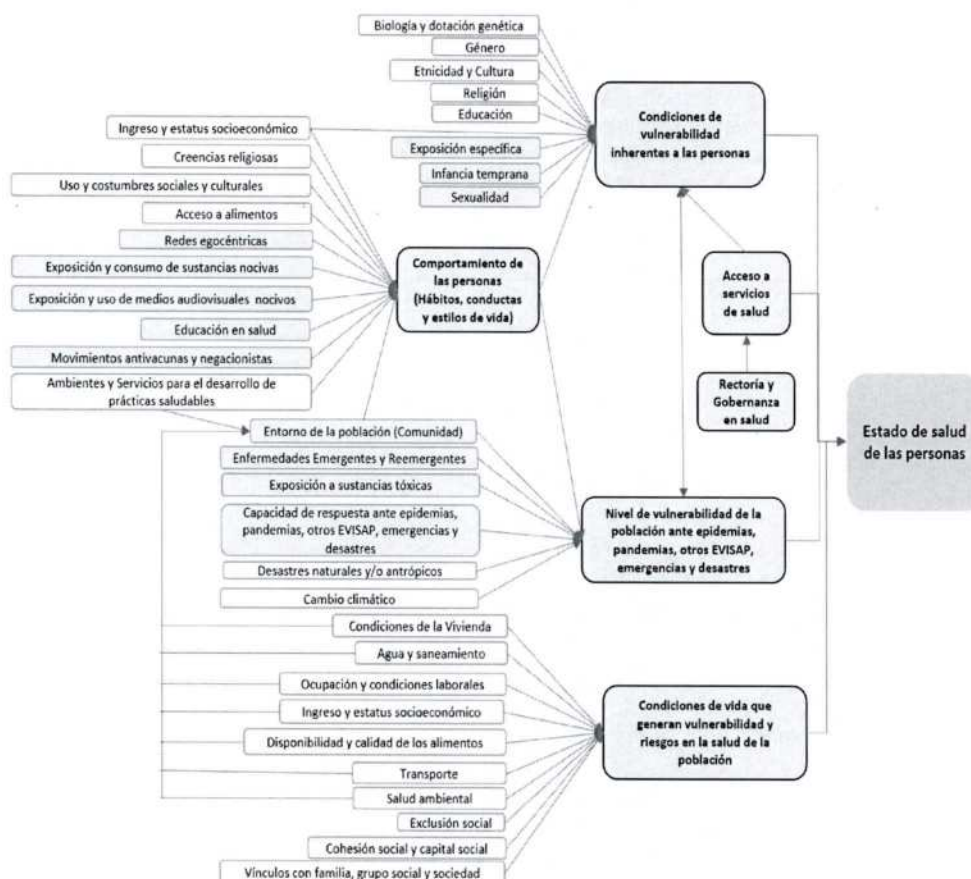 Biología y dotación genética
Género
Etnicidad y Cultura
Religión
Educación
Exposición específica
Infancia temprana
Sexualidad
Condiciones de
vulnerabilidad
inherentes a las personas
Ingreso y estatus socioeconómico
Creencias religiosas
Uso y costumbres sociales y culturales
Acceso a alimentos
Redes egocéntricas
Exposición y consumo de sustancias nocivas
Exposición y uso de medios audiovisuales nocivos
Educación en salud
Movimientos antivacunas y negacionistas
Ambientes y Servicios para el desarrollo de
prácticas saludables
Comportamiento de
las personas
(Hábitos, conductas
y estilos de vida)
Acceso a
servicios
de salud
Rectoría y
Gobernanza
en salud
Estado de salud
de las personas
Entorno de la población (Comunidad)
Enfermedades Emergentes y Reemergentes
Exposición a sustancias tóxicas
Capacidad de respuesta ante epidemias,
pandemias, otros EVISAP, emergencias y
desastres
Desastres naturales y/o antrópicos
Cambio climático
Nivel de vulnerabilidad de la
población ante epidemias,
pandemias, otros EVISAP,
emergencias y desastres
Condiciones de la Vivienda
Agua y saneamiento
Ocupación y condiciones laborales
Ingreso y estatus socioeconómico
Disponibilidad y calidad de los alimentos
Transporte
Salud ambiental
Exclusión social
Cohesión social y capital social
Vínculos con familia, grupo social y sociedad
Condiciones de vida que
generan vulnerabilidad y
riesgos en la salud de la
población